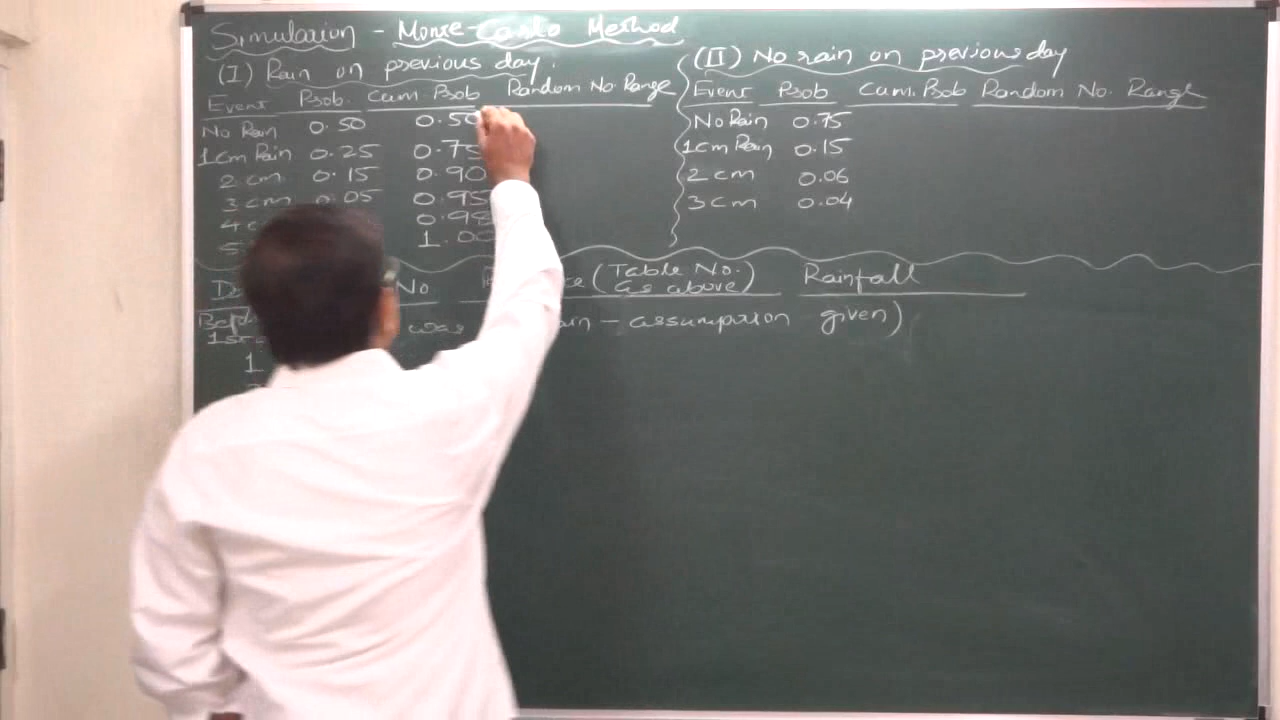 Simulation - Monte-Carlo Method
(I) Rain on previous day.
Event Prob. Cum. Prob Random No. Range
No Rain 0.50 0.50
1cm Rain 0.25 0.75
2 cm 0.15 0.90
3 cm 0.05 0.95
0.98
1.00
(II) No rain on previous day
Event Prob Cum. Prob Random No. Range
No Rain 0.75
1cm Rain 0.15
2 cm 0.06
3 cm 0.04
No (Table No. as above) Rainfall
1st was - assumption given)
1